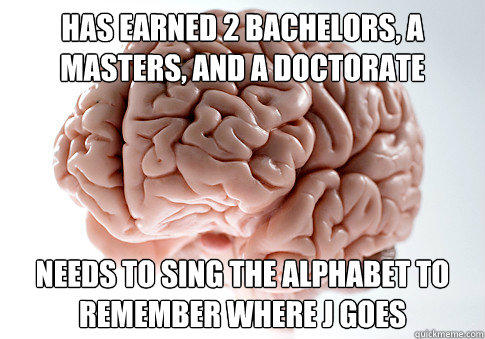 HAS EARNED 2 BACHELORS, A
MASTERS, AND A DOCTORATE
NEEDS TO SING THE ALPHABET TO
REMEMBER WHERE J GOES
quickmeme.com